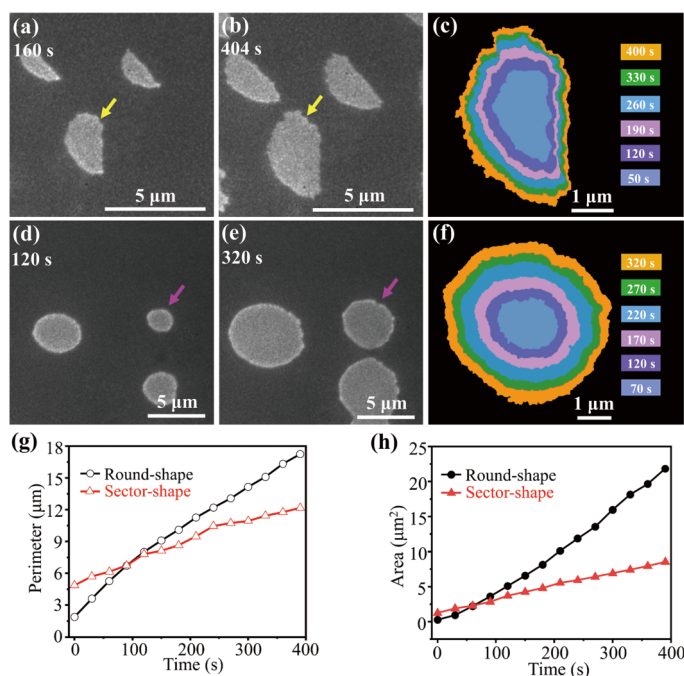 (a)
160 s
5 μm
(b)
404 s
5 μm
(c)
400 s
330 s
260 s
190 s
120 s
50 s
1 μm
(d)
120 s
5 μm
(e)
320 s
5 μm
(f)
320 s
270 s
220 s
170 s
120 s
70 s
1 μm
(g)
18
15
12
9
6
3
0
Perimeter (μm)
Round-shape
Sector-shape
0 100 200 300 400
Time (s)
(h)
25
20
15
10
5
0
Area (μm²)
Round-shape
Sector-shape
0 100 200 300 400
Time (s)